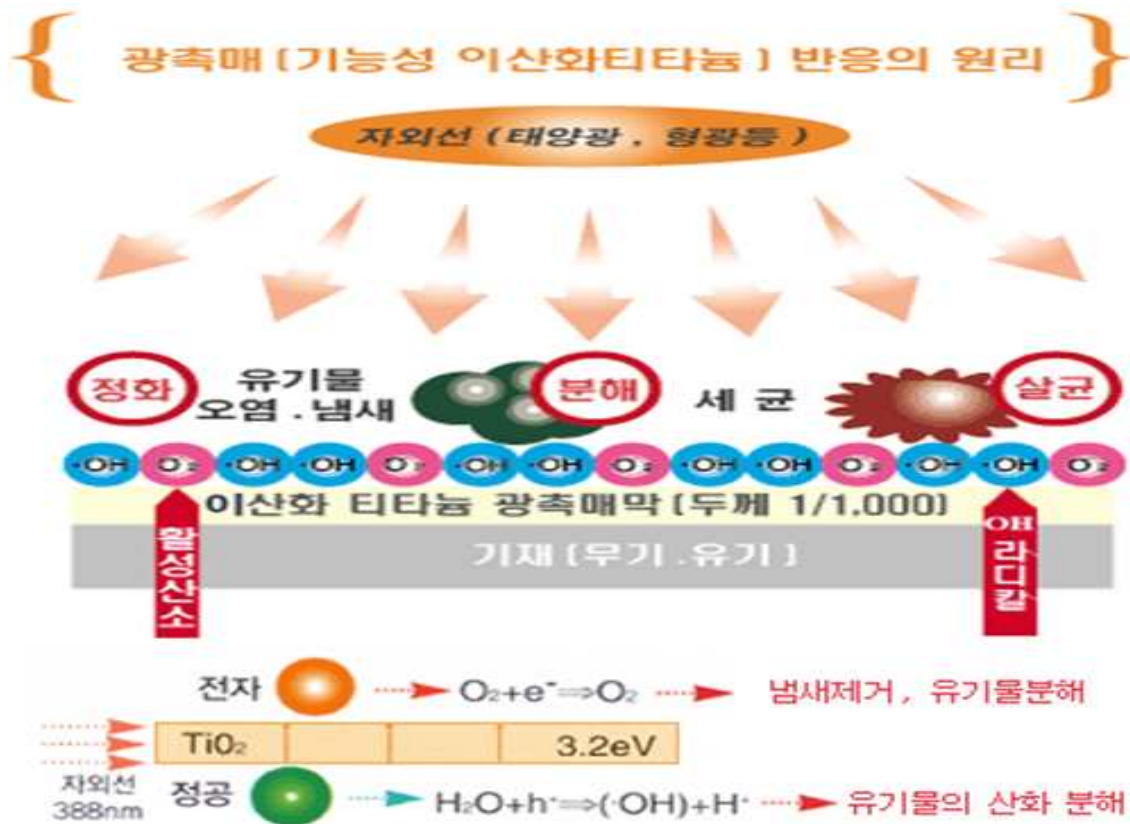 광촉매 [기능성 이산화티타늄] 반응의 원리
자외선 (태양광 , 형광등)
정화
유기물
오염 . 냄새
분해
세 균
살균
·OH O₂ ·OH ·OH O₂ ·OH ·OH O₂ ·OH ·OH O₂ ·OH ·OH O₂
이산화 티타늄 광촉매막 [두께 1/1.000]
기재 [무기 .유기]
활성산소
OH 라디칼
전자 O₂+e⁻⇒O₂ 냄새제거 , 유기물분해
TiO₂ 3.2eV
자외선
388nm
정공 H₂O+h⁺⇒(·OH)+H⁺ 유기물의 산화 분해